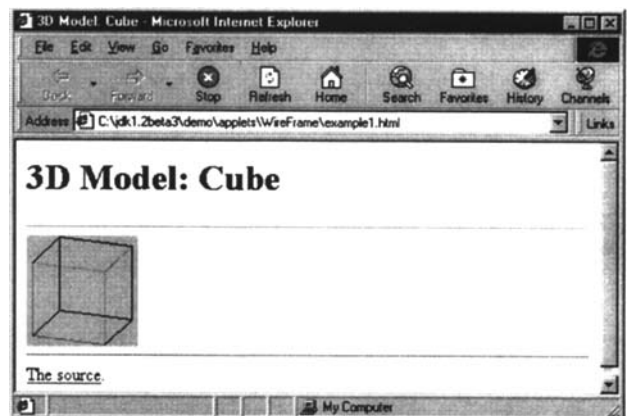 3D Model: Cube - Microsoft Internet Explorer
File Edit View Go Favorites Help
Back Forward Stop Refresh Home Search Favorites History Channels
Address C:\jdk1.2beta3\demo\applets\WireFrame\example1.html Links
3D Model: Cube
The source.
My Computer